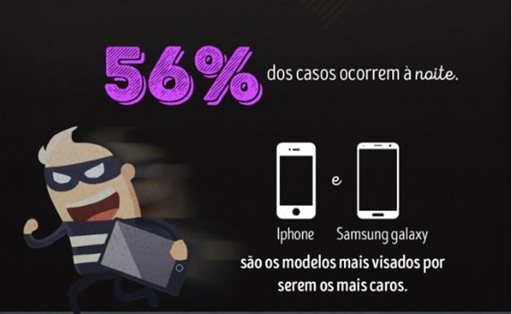 56% dos casos ocorrem à noite.
e
Iphone Samsung galaxy
são os modelos mais visados por
serem os mais caros.